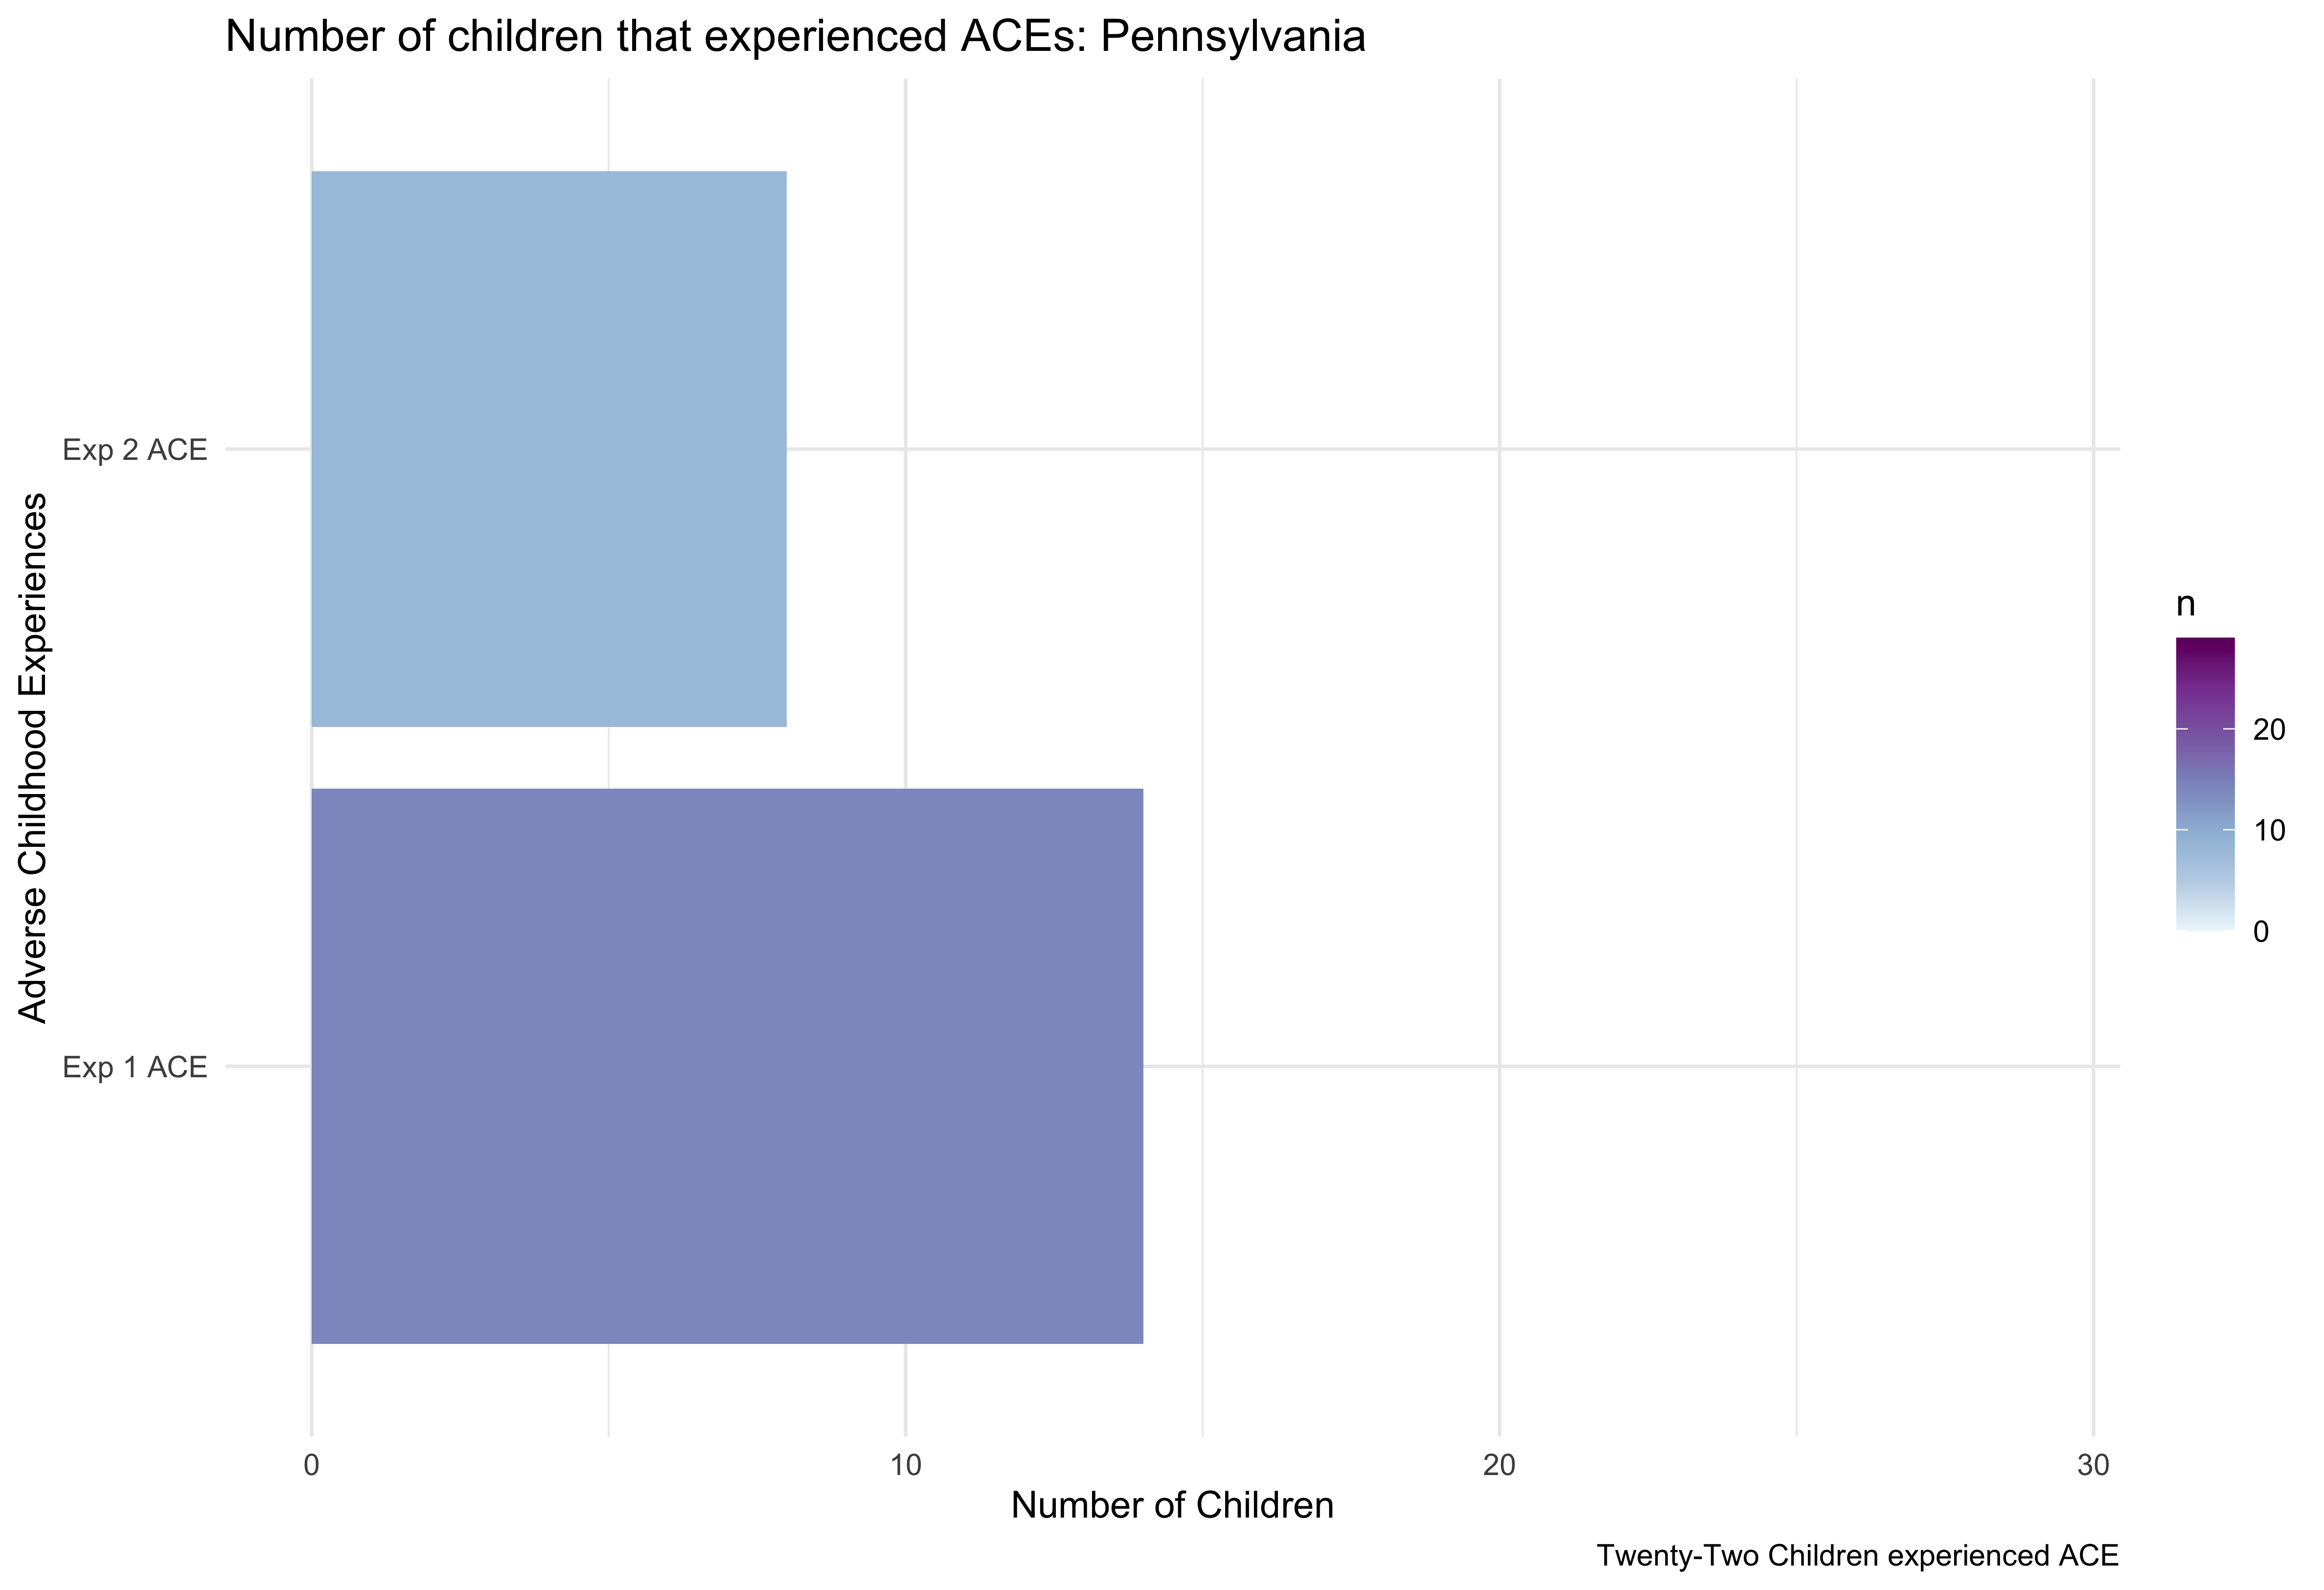 Number of children that experienced ACEs: Pennsylvania
Adverse Childhood Experiences
Exp 2 ACE
Exp 1 ACE
0
10
20
30
Number of Children
n
20
10
0
Twenty-Two Children experienced ACE